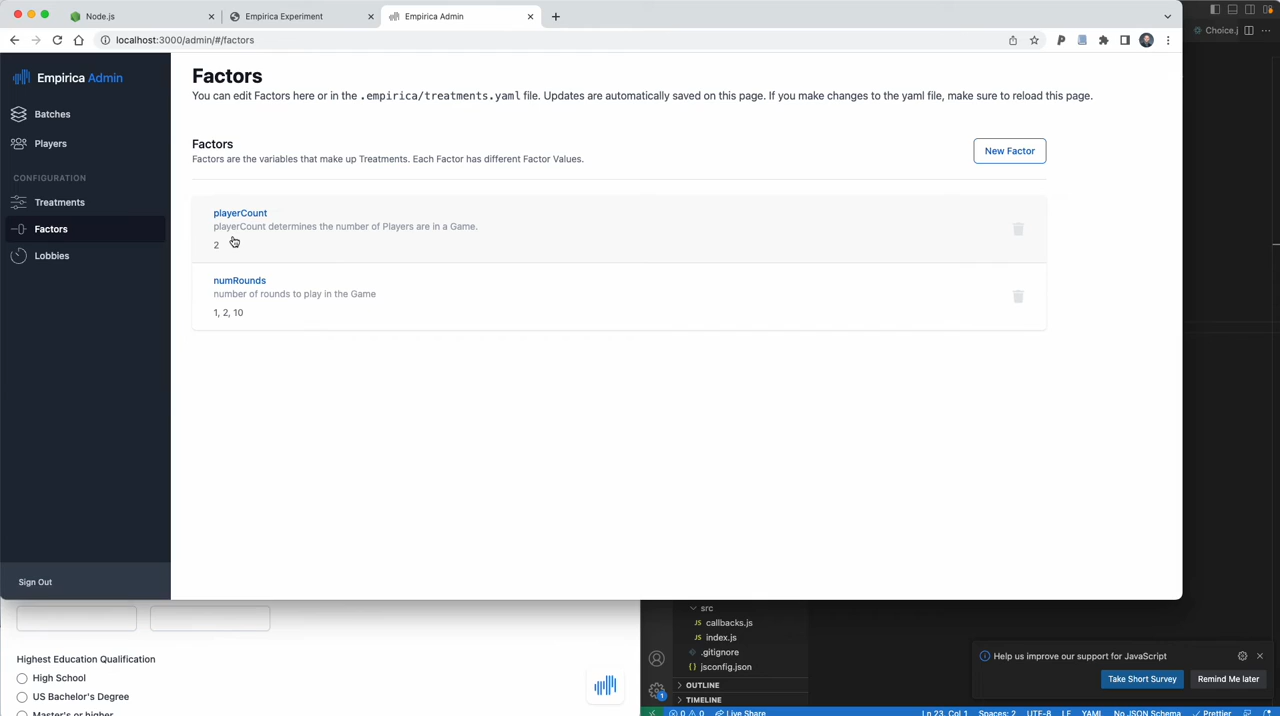 Node.js
Empirica Experiment
Empirica Admin
localhost:3000/admin/#/factors
Choice.j
Empirica Admin
Batches
Players
CONFIGURATION
Treatments
Factors
Lobbies
Sign Out
Factors
You can edit Factors here or in the .empirica/treatments.yaml file. Updates are automatically saved on this page. If you make changes to the yaml file, make sure to reload this page.
Factors
Factors are the variables that make up Treatments. Each Factor has different Factor Values.
New Factor
playerCount
playerCount determines the number of Players are in a Game.
2
numRounds
number of rounds to play in the Game
1, 2, 10
Highest Education Qualification
High School
US Bachelor's Degree
Master's or higher
src
callbacks.js
index.js
.gitignore
jsconfig.json
OUTLINE
TIMELINE
1
Help us improve our support for JavaScript
Take Short Survey
Remind Me later
0 0 Live Share
Ln 23, Col 1 Spaces: 2 UTF-8 LF YAML No JSON Schema Prettier